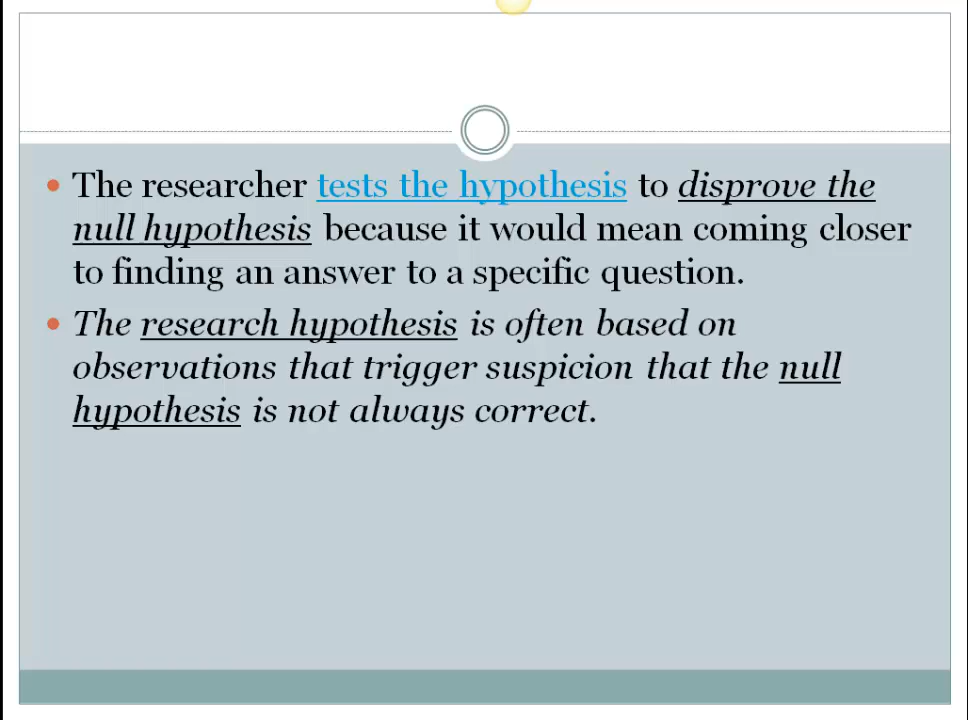 The researcher tests the hypothesis to disprove the
null hypothesis because it would mean coming closer
to finding an answer to a specific question.
The research hypothesis is often based on
observations that trigger suspicion that the null
hypothesis is not always correct.